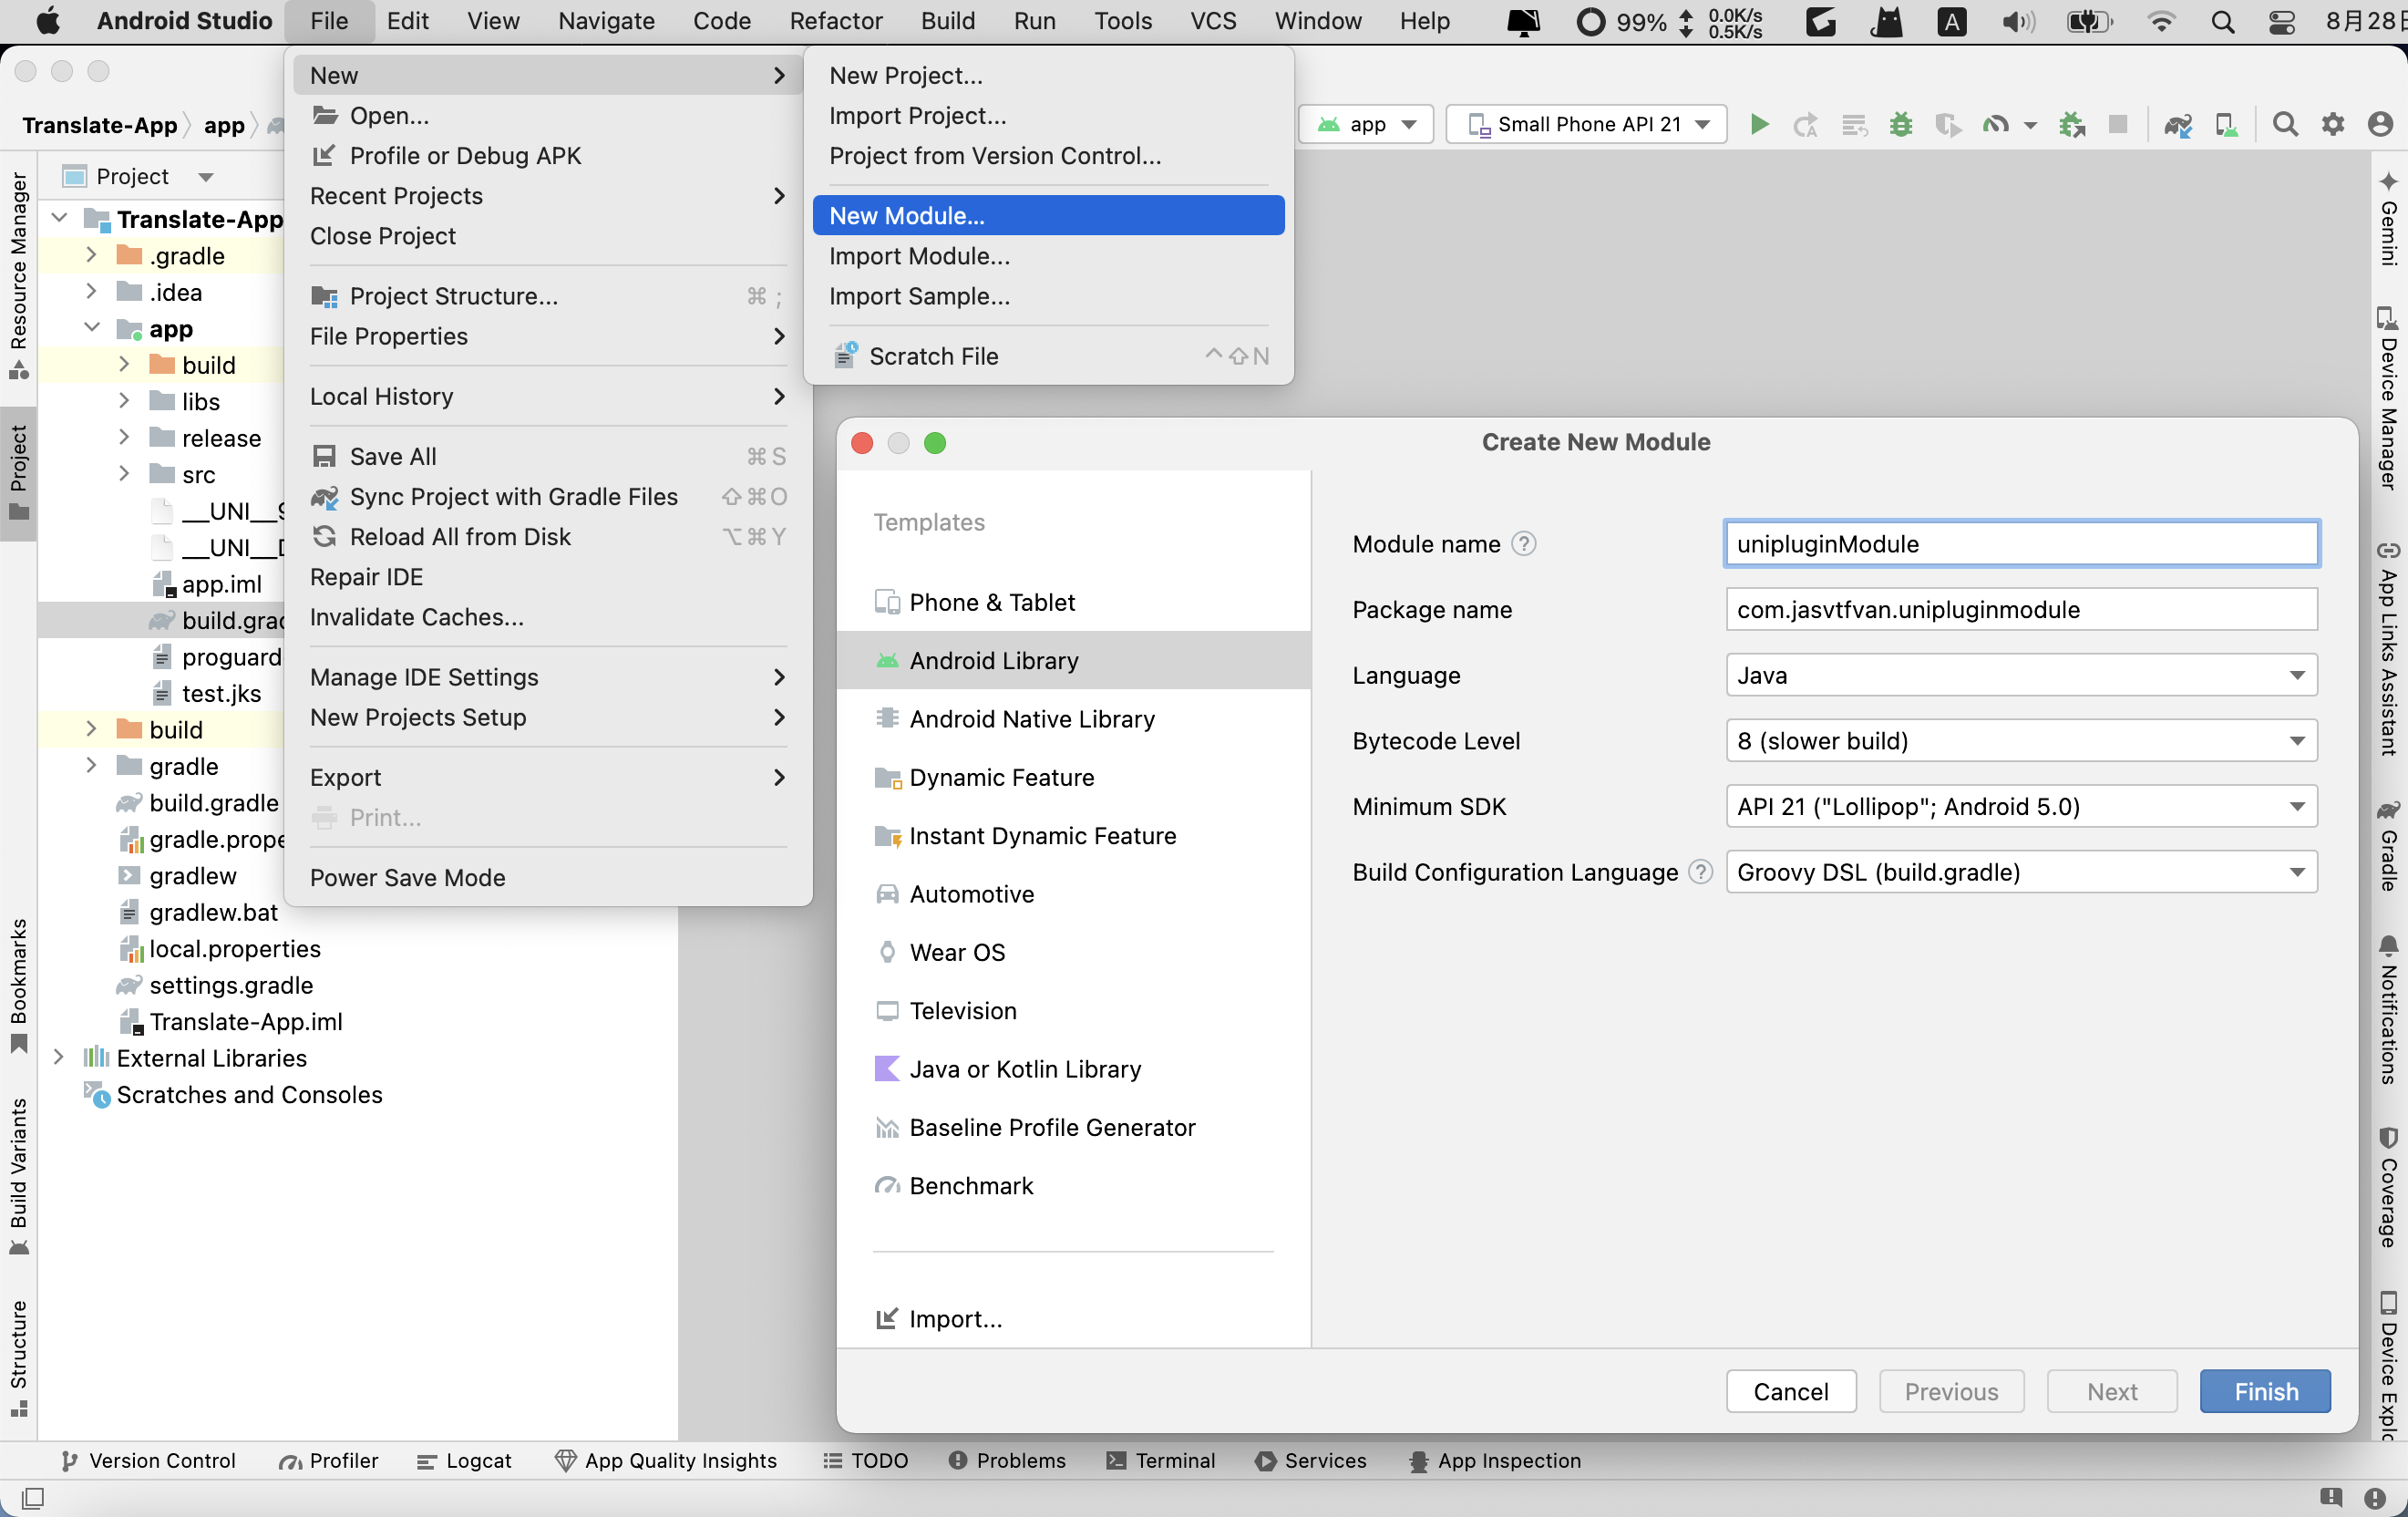 Android Studio File Edit View Navigate Code Refactor Build Run Tools VCS Window Help 99% 0.0K/s 0.5K/s A 8月28日
Translate-App app
app
Small Phone API 21
Project
Translate-App
.gradle
.idea
app
build
libs
release
src
__UNI__
__UNI__
app.iml
build.grad
proguard
test.jks
build
gradle
build.gradle
gradle.prope
gradlew
gradlew.bat
local.properties
settings.gradle
Translate-App.iml
External Libraries
Scratches and Consoles
Resource Manager
Project
Bookmarks
Build Variants
Structure
New
Open...
Profile or Debug APK
Recent Projects
Close Project
Project Structure... ⌘ ;
File Properties
Local History
Save All ⌘ S
Sync Project with Gradle Files ⇧⌘O
Reload All from Disk ⌥⌘Y
Repair IDE
Invalidate Caches...
Manage IDE Settings
New Projects Setup
Export
Print...
Power Save Mode
New Project...
Import Project...
Project from Version Control...
New Module...
Import Module...
Import Sample...
Scratch File ^⇧N
Create New Module
Templates
Phone & Tablet
Android Library
Android Native Library
Dynamic Feature
Instant Dynamic Feature
Automotive
Wear OS
Television
Java or Kotlin Library
Baseline Profile Generator
Benchmark
Import...
Module name ? unipluginModule
Package name com.jasvtfvan.unipluginmodule
Language Java
Bytecode Level 8 (slower build)
Minimum SDK API 21 ("Lollipop"; Android 5.0)
Build Configuration Language ? Groovy DSL (build.gradle)
Cancel Previous Next Finish
Gemini
Device Manager
App Links Assistant
Gradle
Notifications
Coverage
Device Explo
Version Control Profiler Logcat App Quality Insights TODO Problems Terminal Services App Inspection